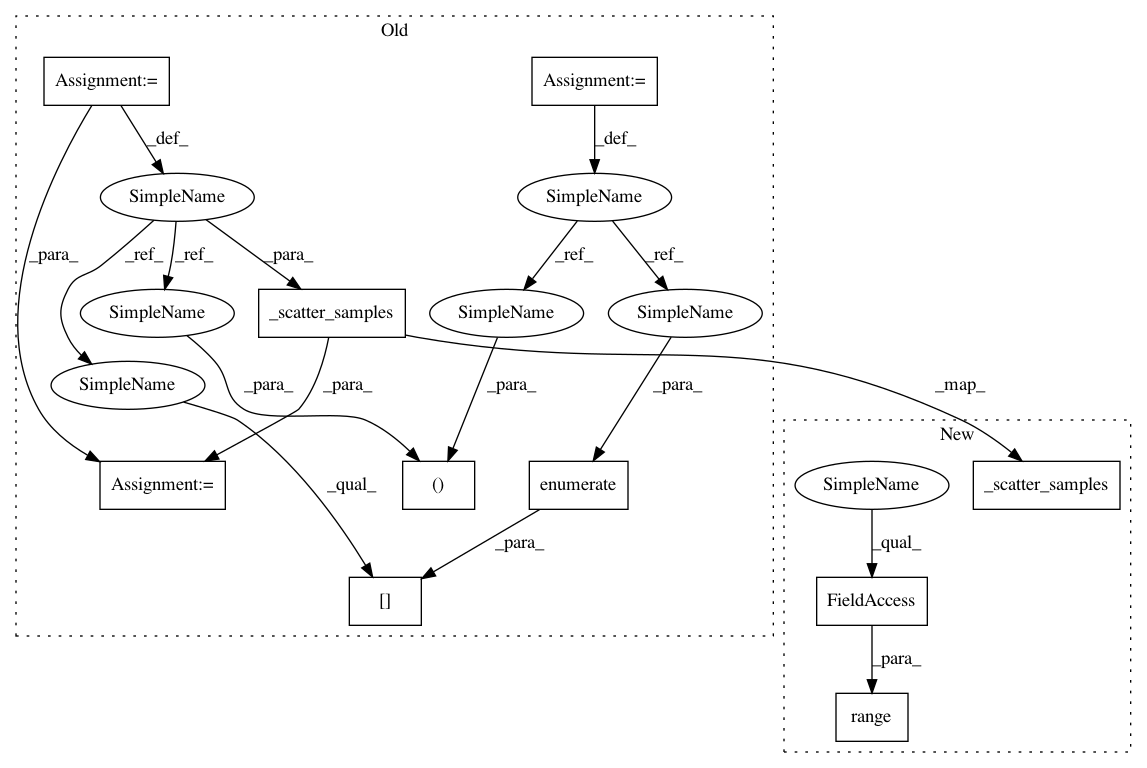 Old
Assignment:=
Assignment:=
_def_
_def_
SimpleName
SimpleName
_para_
_ref_
_ref_
_para_
_ref_
_ref_
SimpleName
_scatter_samples
SimpleName
SimpleName
SimpleName
_para_
_para_
_para_
_para_
_map_
New
Assignment:=
_qual_
()
enumerate
SimpleName
_scatter_samples
_para_
_qual_
[]
FieldAccess
_para_
range